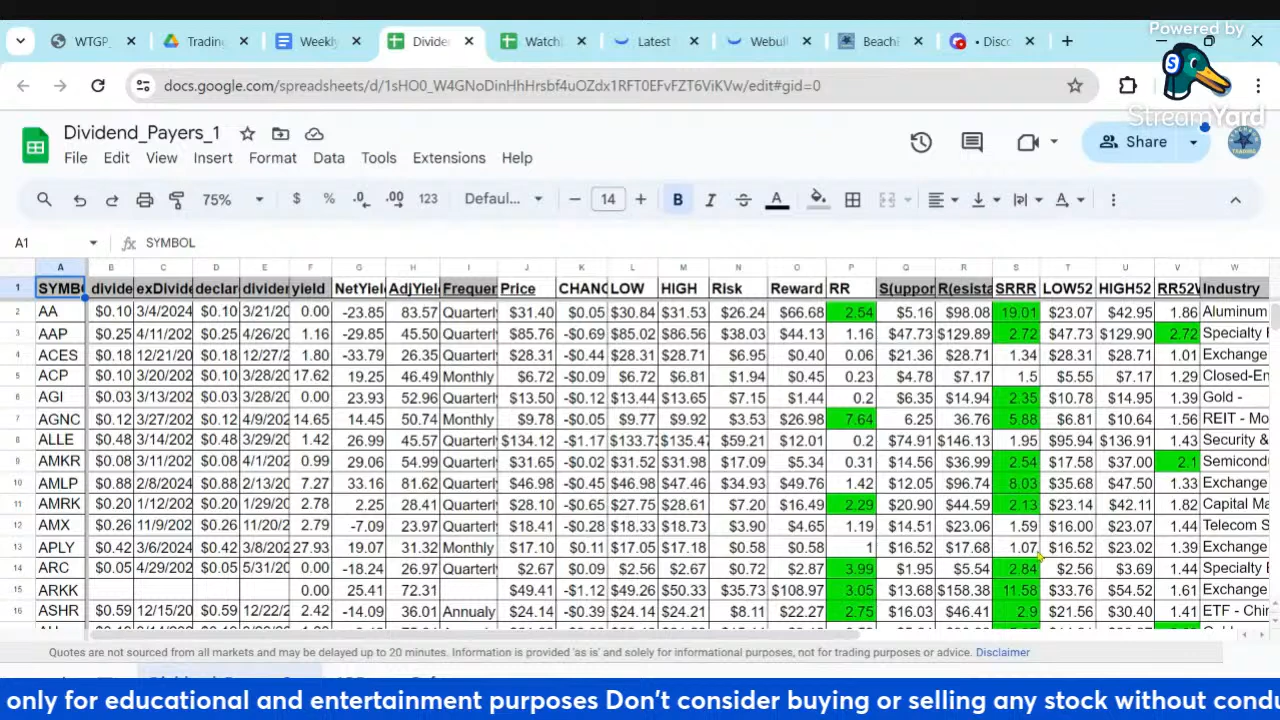 Powered by
StreamYard
WTGP_ Trading Weekly Divide Watch Latest Webull Beachi • Disco
docs.google.com/spreadsheets/d/1sHO0_W4GNoDinHhHrsbf4uOZdx1RFT0EFvFZT6ViKVw/edit#gid=0
Dividend_Payers_1
File Edit View Insert Format Data Tools Extensions Help
Share
75% $ % .0 .00 123 Defaul... 14 B I A
A1 fx SYMBOL
A B C D E F G H I J K L M N O P Q R S T U V W
1 SYMB divide exDivide declar divider yield NetYiel AdjYiel Frequer Price CHANG LOW HIGH Risk Reward RR S(uppor R(esista SRRR LOW52 HIGH52 RR52W Industry
2 AA $0.10 3/4/2024 $0.10 3/21/20 0.00 -23.85 83.57 Quarterl $31.40 $0.05 $30.84 $31.53 $26.24 $66.68 2.54 $5.16 $98.08 19.01 $23.07 $42.95 1.86 Aluminum
3 AAP $0.25 4/11/202 $0.25 4/26/20 1.16 -29.85 45.50 Quarterl $85.76 -$0.69 $85.02 $86.56 $38.03 $44.13 1.16 $47.73 $129.89 2.72 $47.73 $129.90 2.72 Specialty
4 ACES $0.18 12/21/20 $0.18 12/27/2 1.80 -33.79 26.35 Quarterl $28.31 -$0.44 $28.31 $28.71 $6.95 $0.40 0.06 $21.36 $28.71 1.34 $28.31 $28.71 1.01 Exchange
5 ACP $0.10 3/20/202 $0.10 3/28/20 17.62 19.25 46.49 Monthly $6.72 -$0.09 $6.72 $6.81 $1.94 $0.45 0.23 $4.78 $7.17 1.5 $5.55 $7.17 1.29 Closed-En
6 AGI $0.03 3/13/202 $0.03 3/28/20 0.00 23.93 52.96 Quarterl $13.50 -$0.07 $13.44 $13.65 $7.15 $1.44 0.2 $6.35 $14.94 2.35 $10.78 $14.95 1.39 Gold -
7 AGNC $0.12 3/27/202 $0.12 4/9/202 14.68 14.45 50.74 Monthly $9.78 -$0.05 $9.77 $9.92 $3.53 $26.98 7.64 6.25 36.76 5.88 $6.81 $10.64 1.56 REIT - Mo
8 ALLE $0.48 3/14/202 $0.48 3/29/20 1.42 26.99 45.57 Quarterl $134.12 -$1.17 $133.7 $135.47 $59.21 $12.01 0.2 $74.91 $146.13 1.95 $95.94 $136.91 1.43 Security &
9 AMKR $0.08 3/11/202 $0.08 4/1/202 0.99 29.06 54.99 Quarterl $31.65 -$0.02 $31.52 $31.98 $17.09 $5.34 0.31 $14.56 $36.99 2.54 $17.58 $37.00 2.1 Semicond
10 AMLP $0.88 2/8/2024 $0.88 2/13/20 7.27 33.16 81.62 Quarterl $46.98 -$0.45 $46.98 $47.46 $34.93 $49.76 1.42 $12.05 $96.74 8.03 $35.68 $47.50 1.33 Exchange
11 AMRK $0.20 1/12/202 $0.20 1/29/20 2.78 2.25 28.41 Quarterl $28.10 -$0.65 $27.75 $28.61 $7.20 $16.49 2.29 $20.90 $44.59 2.13 $23.14 $42.11 1.82 Capital Ma
12 AMX $0.26 11/9/202 $0.26 11/20/2 2.79 -7.09 23.97 Quarterl $18.41 -$0.28 $18.33 $18.73 $3.90 $4.65 1.19 $14.51 $23.06 1.59 $16.00 $23.07 1.44 Telecom S
13 APLY $0.42 3/6/2024 $0.42 3/8/202 27.93 19.07 31.32 Monthly $17.10 $0.11 $17.05 $17.18 $0.58 $0.58 1 $16.52 $17.68 1.07 $16.52 $23.02 1.39 Exchange
14 ARC $0.05 4/29/202 $0.05 5/31/20 0.00 -18.24 26.97 Quarterl $2.67 $0.09 $2.56 $2.67 $0.72 $2.87 3.99 $1.95 $5.54 2.84 $2.56 $3.69 1.44 Specialty
15 ARKK 0.00 25.41 72.31 $49.41 -$1.12 $49.26 $50.33 $35.73 $108.97 3.05 $13.68 $158.38 11.58 $33.76 $54.52 1.61 Exchange
16 ASHR $0.59 12/15/20 $0.59 12/22/2 2.42 -14.09 36.01 Annualy $24.14 -$0.39 $24.14 $24.21 $8.11 $22.27 2.75 $16.03 $46.41 2.9 $21.56 $30.40 1.41 ETF - Chin
Quotes are not sourced from all markets and may be delayed up to 20 minutes. Information is provided 'as is' and solely for informational purposes, not for trading purposes or advice. Disclaimer
only for educational and entertainment purposes Don't consider buying or selling any stock without condu